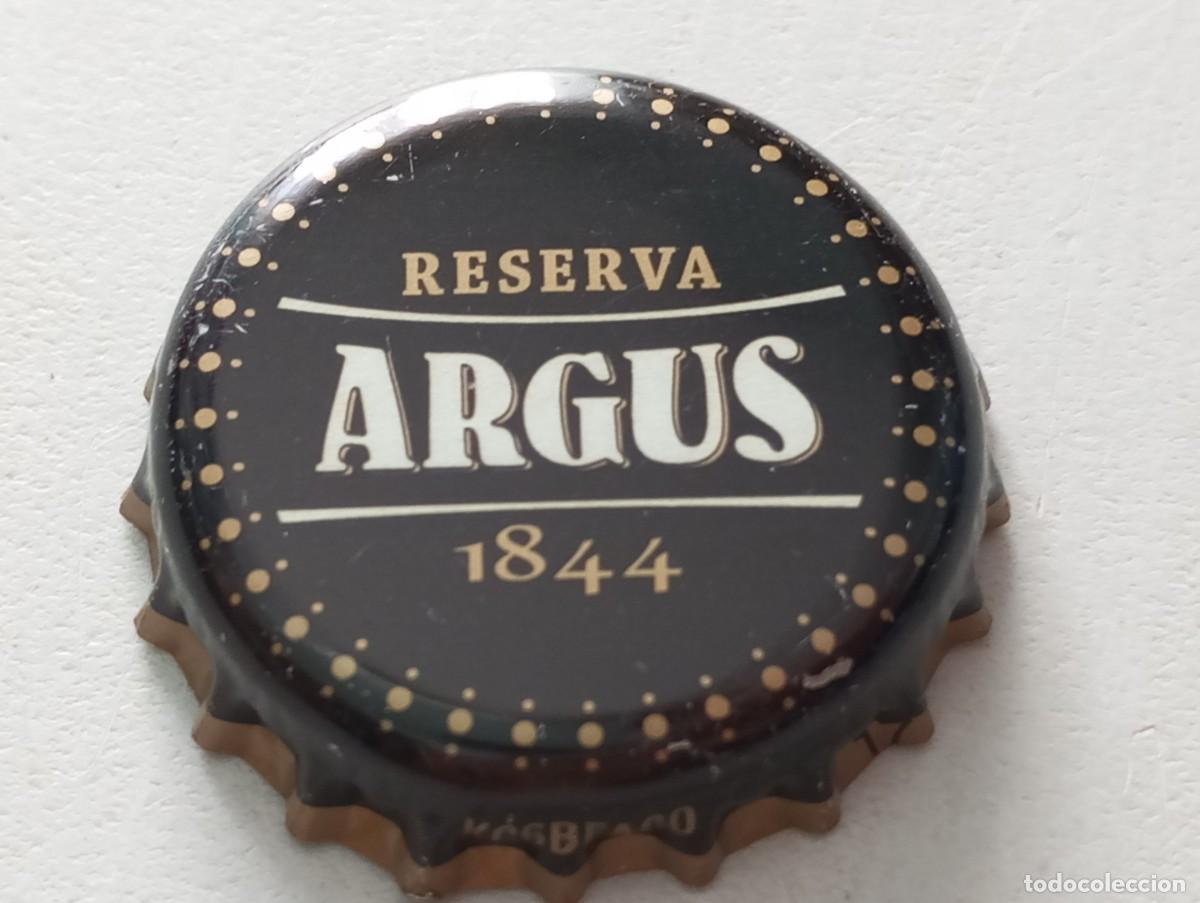 RESERVA
ARGUS
1844
todocoleccion